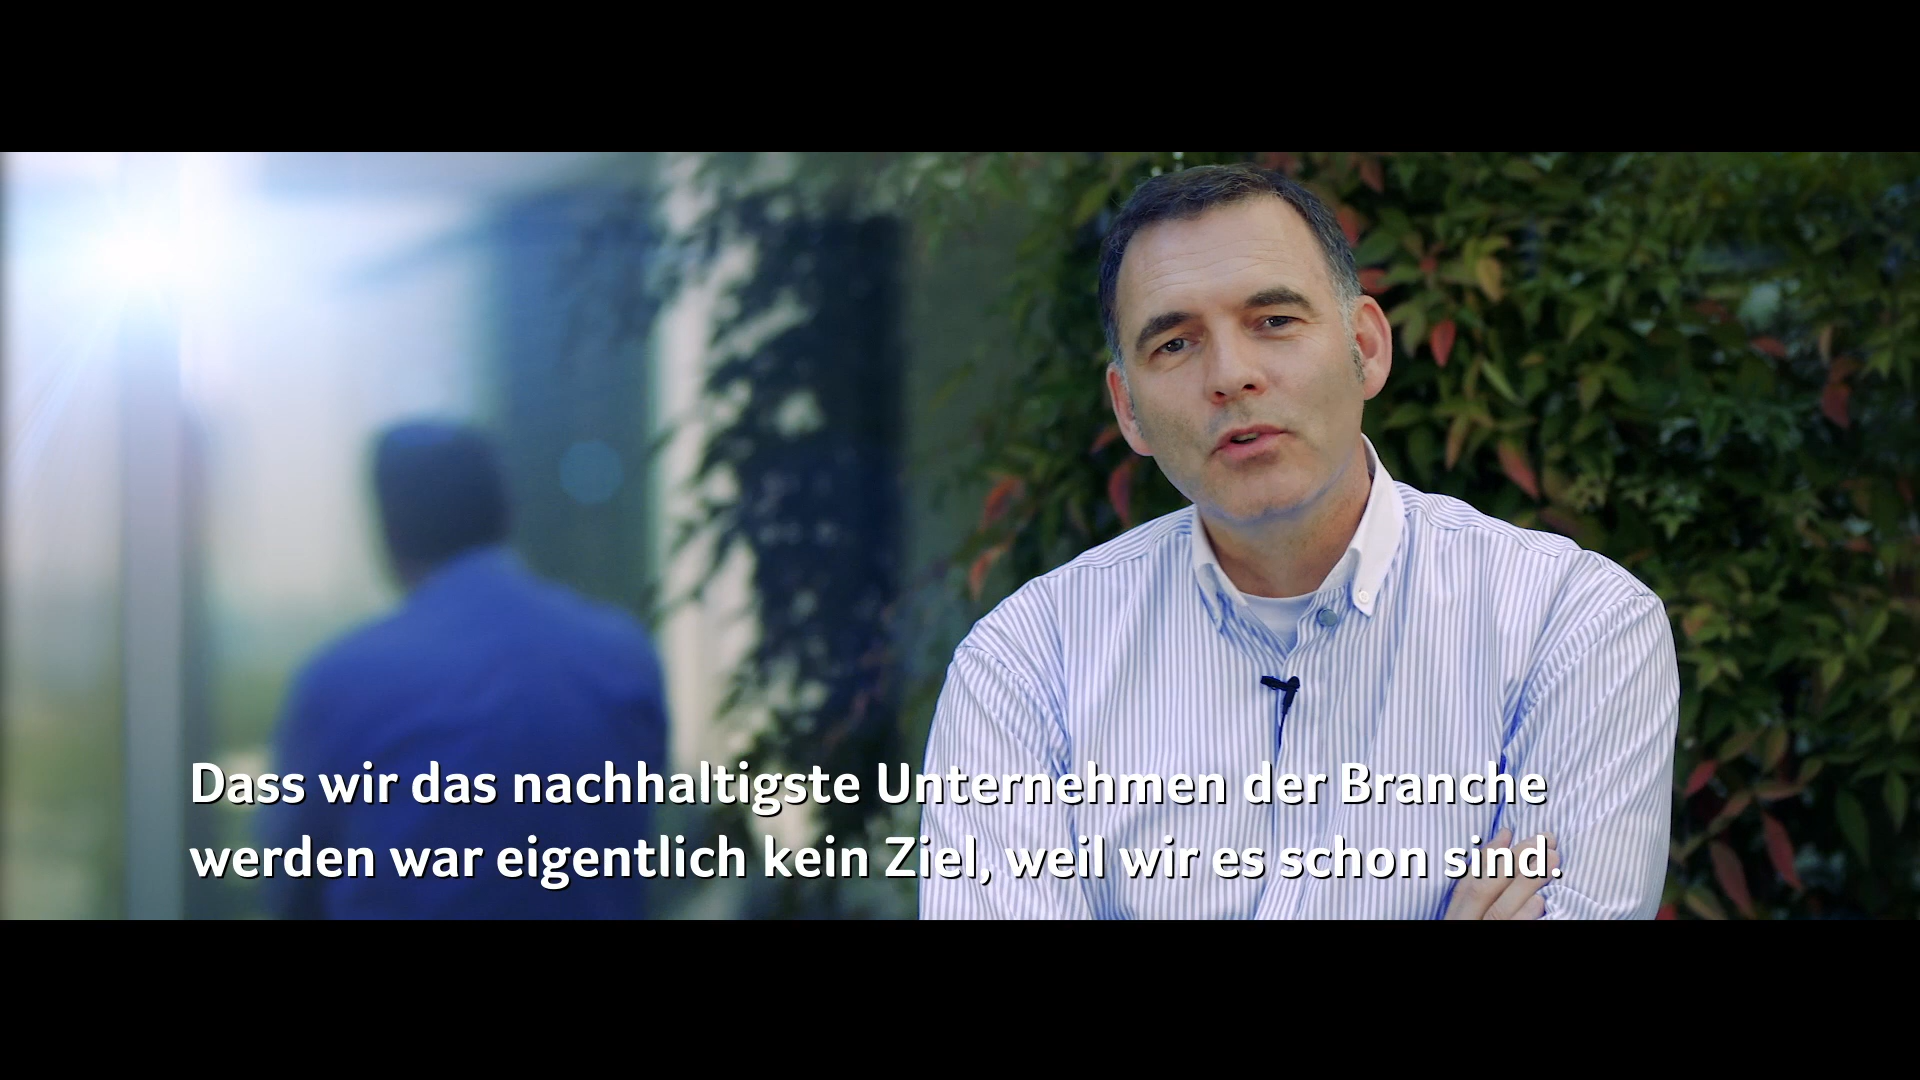 Dass wir das nachhaltigste Unternehmen der Branche
werden war eigentlich kein Ziel, weil wir es schon sind.